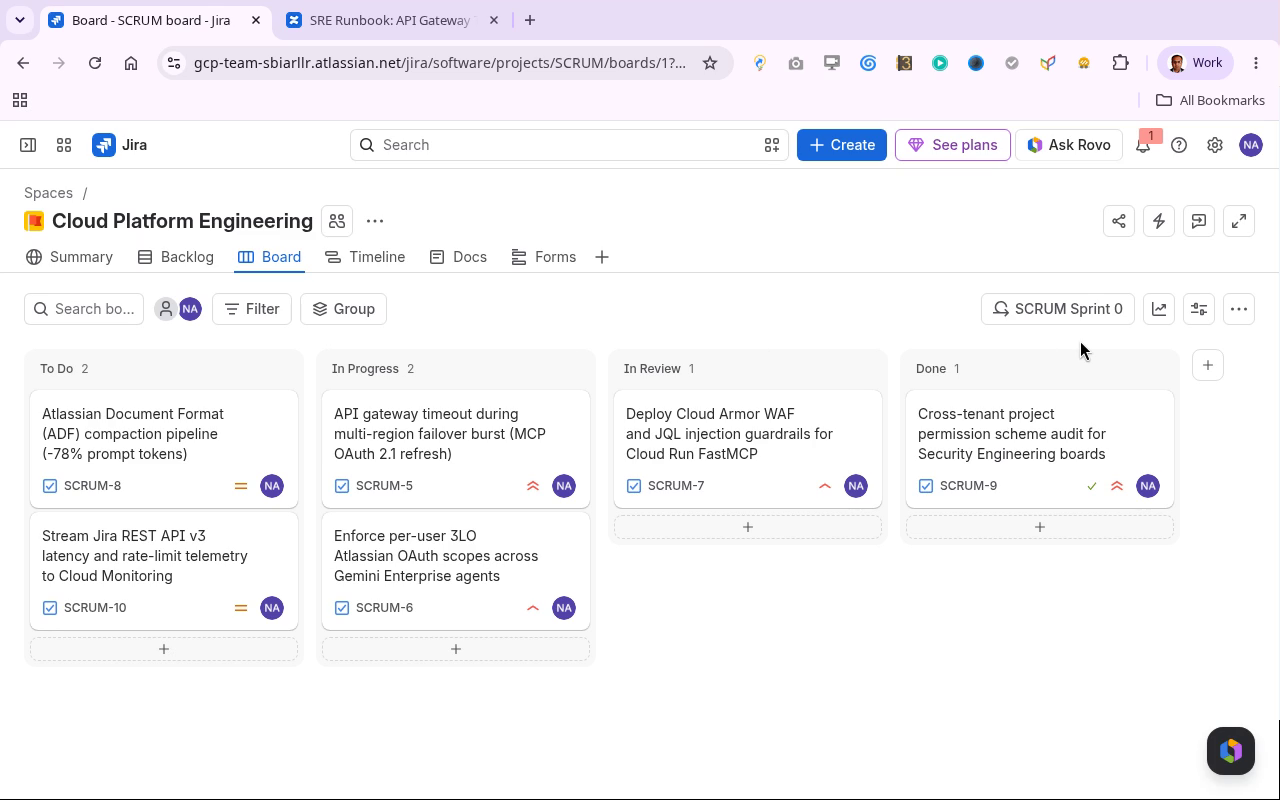 Board - SCRUM board - Jira
SRE Runbook: API Gateway
gcp-team-sbiarllr.atlassian.net/jira/software/projects/SCRUM/boards/1?...
Work
All Bookmarks
Jira
Search
Create
See plans
Ask Rovo
1
NA
Spaces /
Cloud Platform Engineering
Summary
Backlog
Board
Timeline
Docs
Forms
Search bo...
NA
Filter
Group
SCRUM Sprint 0
To Do 2
Atlassian Document Format
(ADF) compaction pipeline
(-78% prompt tokens)
SCRUM-8
NA
Stream Jira REST API v3
latency and rate-limit telemetry
to Cloud Monitoring
SCRUM-10
NA
In Progress 2
API gateway timeout during
multi-region failover burst (MCP
OAuth 2.1 refresh)
SCRUM-5
NA
Enforce per-user 3LO
Atlassian OAuth scopes across
Gemini Enterprise agents
SCRUM-6
NA
In Review 1
Deploy Cloud Armor WAF
and JQL injection guardrails for
Cloud Run FastMCP
SCRUM-7
NA
Done 1
Cross-tenant project
permission scheme audit for
Security Engineering boards
SCRUM-9
NA